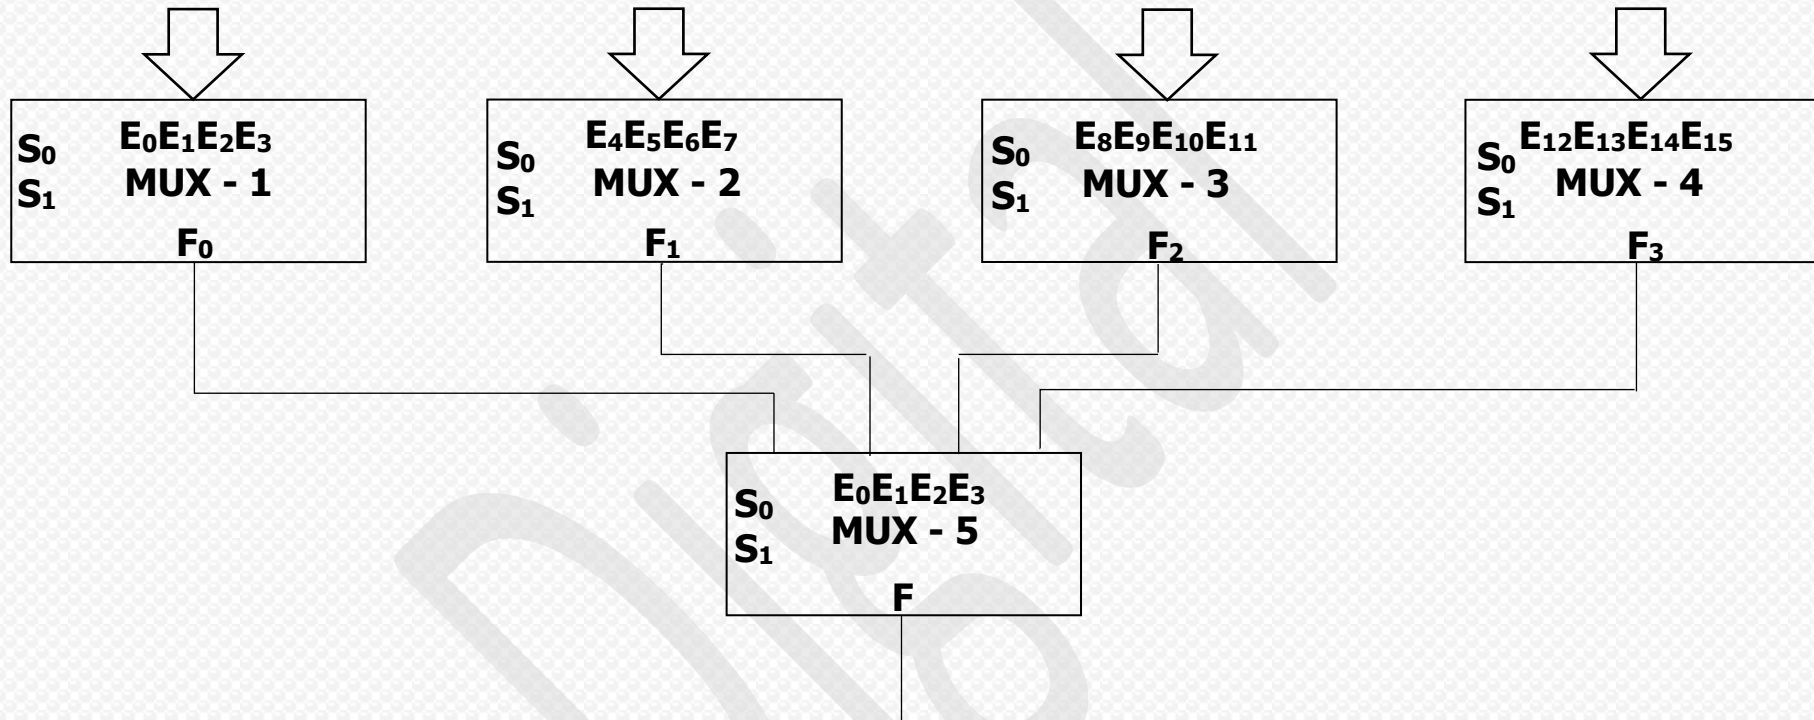 E₀E₁E₂E₃
S₀
MUX - 1
S₁
F₀
E₄E₅E₆E₇
S₀
MUX - 2
S₁
F₁
E₈E₉E₁₀E₁₁
S₀
MUX - 3
S₁
F₂
E₁₂E₁₃E₁₄E₁₅
S₀
MUX - 4
S₁
F₃
E₀E₁E₂E₃
S₀
MUX - 5
S₁
F
Digital